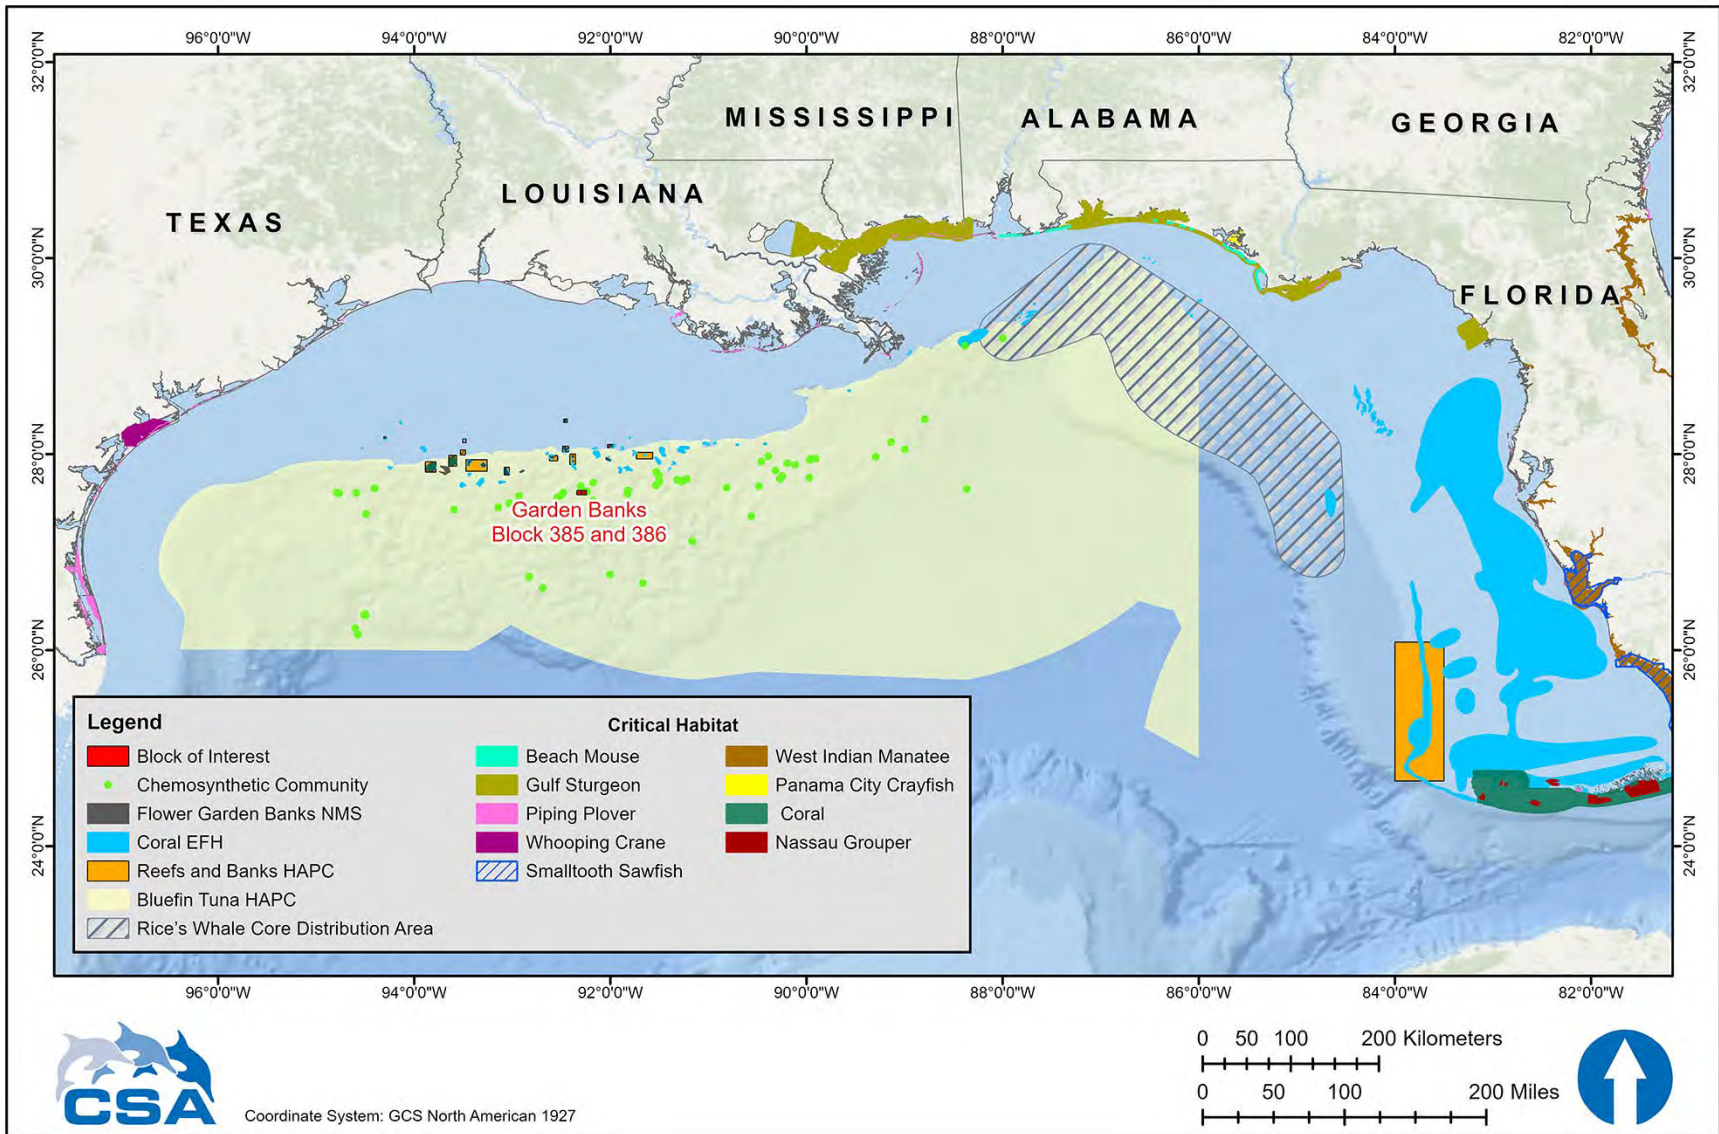 96°0'0"W 94°0'0"W 92°0'0"W 90°0'0"W 88°0'0"W 86°0'0"W 84°0'0"W 82°0'0"W
32°0'0"N 32°0'0"N
MISSISSIPPI ALABAMA GEORGIA
LOUISIANA
TEXAS
30°0'0"N 30°0'0"N
FLORIDA
28°0'0"N 28°0'0"N
Garden Banks
Block 385 and 386
26°0'0"N 26°0'0"N
Legend
Block of Interest
Chemosynthetic Community
Flower Garden Banks NMS
Coral EFH
Reefs and Banks HAPC
Bluefin Tuna HAPC
Rice's Whale Core Distribution Area
Critical Habitat
Beach Mouse
Gulf Sturgeon
Piping Plover
Whooping Crane
Smalltooth Sawfish
West Indian Manatee
Panama City Crayfish
Coral
Nassau Grouper
24°0'0"N 24°0'0"N
96°0'0"W 94°0'0"W 92°0'0"W 90°0'0"W 88°0'0"W 86°0'0"W 84°0'0"W 82°0'0"W
CSA
Coordinate System: GCS North American 1927
0 50 100 200 Kilometers
0 50 100 200 Miles